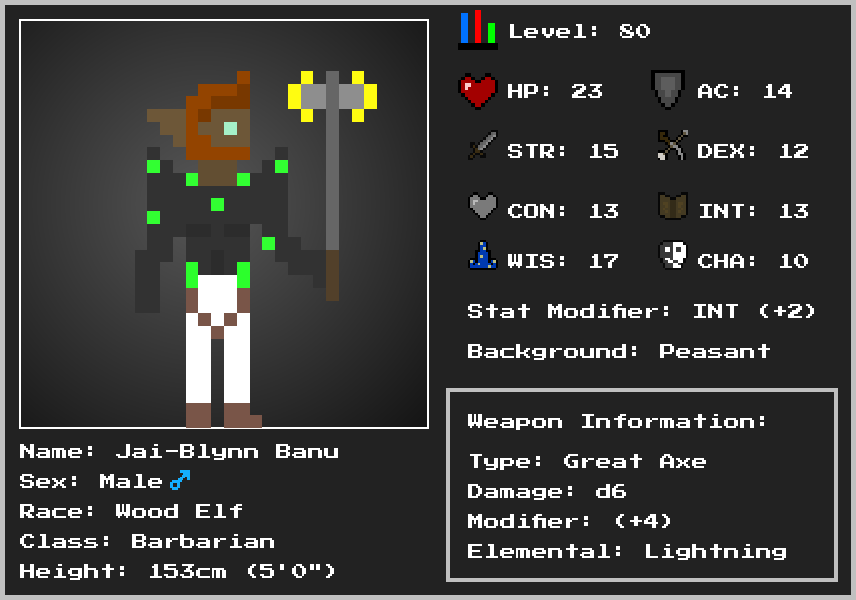 Level: 80
HP: 23
AC: 14
STR: 15
DEX: 12
CON: 13
INT: 13
WIS: 17
CHA: 10
Stat Modifier: INT (+2)
Background: Peasant
Weapon Information:
Type: Great Axe
Damage: d6
Modifier: (+4)
Elemental: Lightning
Name: Jai-Blynn Banu
Sex: Male♂
Race: Wood Elf
Class: Barbarian
Height: 153cm (5'0")